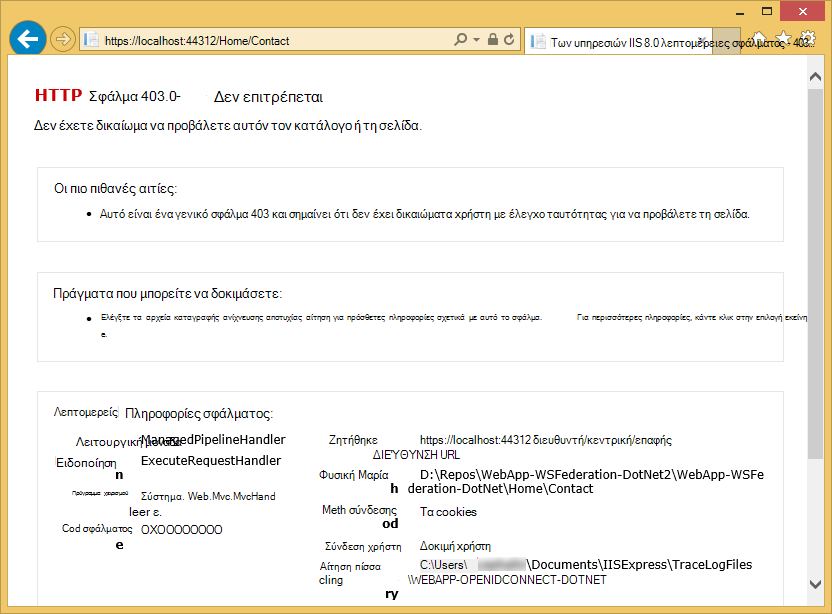 https://localhost:44312/Home/Contact
Των υπηρεσιών IIS 8.0 λεπτομέρειες σφάλματος - 403.
HTTP Σφάλμα 403.0- Δεν επιτρέπεται
Δεν έχετε δικαίωμα να προβάλετε αυτόν τον κατάλογο ή τη σελίδα.
Οι πιο πιθανές αιτίες:
• Αυτό είναι ένα γενικό σφάλμα 403 και σημαίνει ότι δεν έχει δικαιώματα χρήστη με έλεγχο ταυτότητας για να προβάλετε τη σελίδα.
Πράγματα που μπορείτε να δοκιμάσετε:
• Ελέγξτε τα αρχεία καταγραφής ανίχνευσης αποτυχίας αίτηση για πρόσθετες πληροφορίες σχετικά με αυτό το σφάλμα. Για περισσότερες πληροφορίες, κάντε κλικ στην επιλογή εκείνη
e.
Λεπτομερείς Πληροφορίες σφάλματος:
Λειτουργική μονάδα ManagedPipelineHandler
Ειδοποίηση ExecuteRequestHandler
n
Πρόγραμμα χειρισμού Σύστημα. Web.Mvc.MvcHand
leer ε.
Cod σφάλματος 0X00000000
e
Ζητήθηκε https://localhost:44312 διευθυντή/κεντρική/επαφής
ΔΙΕΎΘΥΝΣΗ URL
Φυσική Μαρία D:\Repos\WebApp-WSFederation-DotNet2\WebApp-WSFe
h deration-DotNet\Home\Contact
Meth σύνδεσης Τα cookies
od
Σύνδεση χρήστη Δοκιμή χρήστη
Αίτηση πίσσα C:\Users\ \Documents\IISExpress\TraceLogFiles
cling \WEBAPP-OPENIDCONNECT-DOTNET
ry